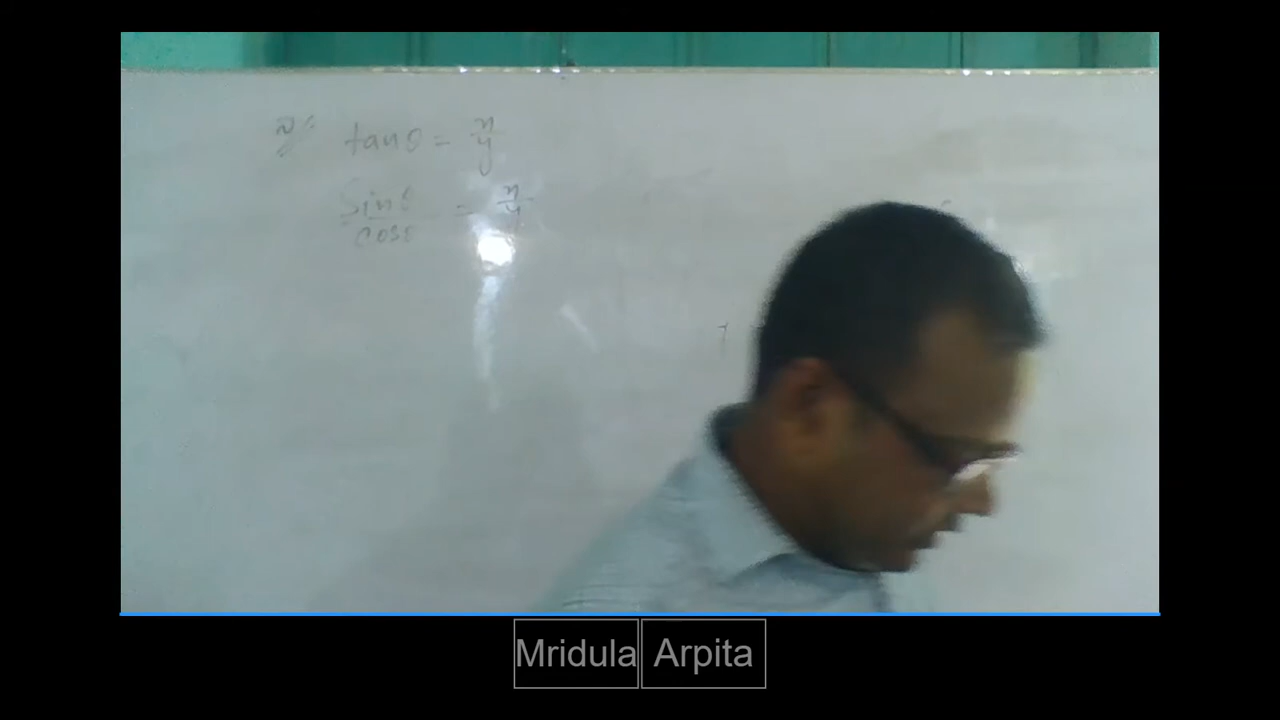 tanθ = x/y
sinθ/cosθ = x/y
Mridula Arpita